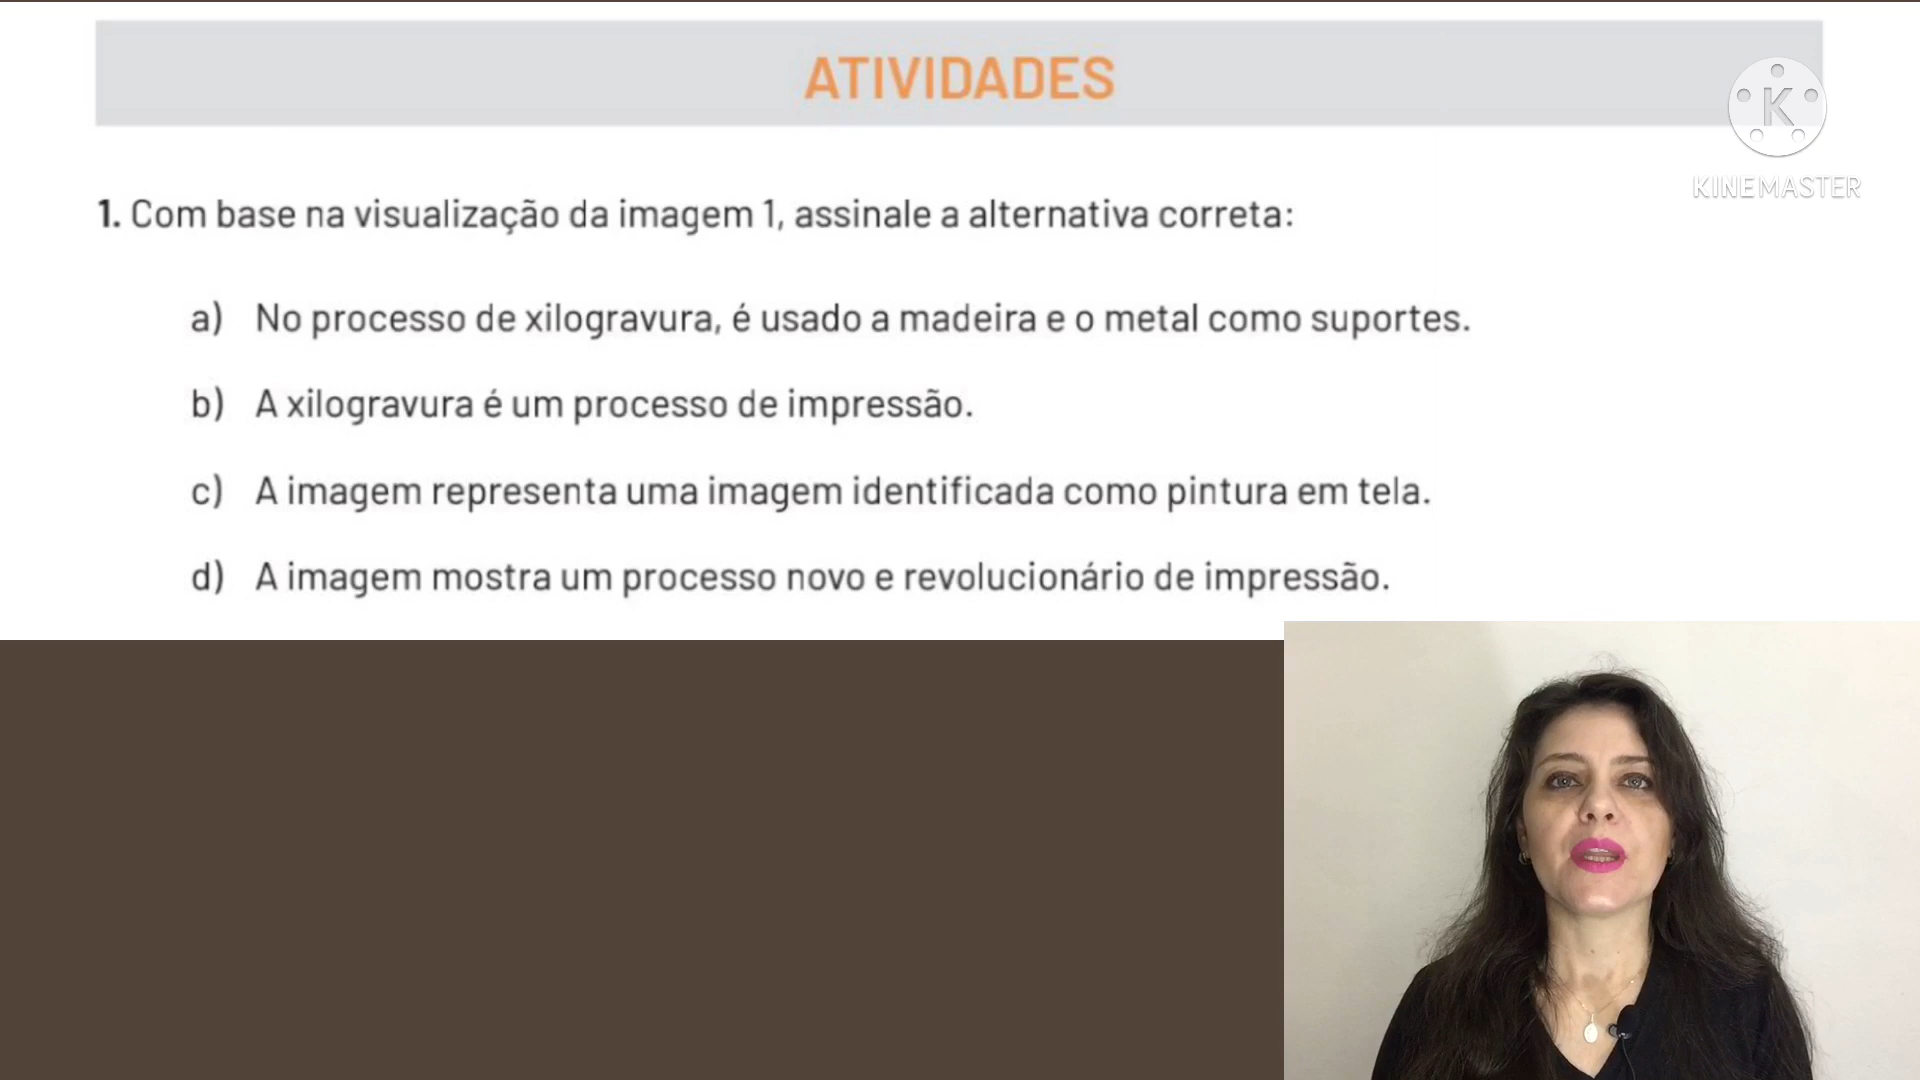 ATIVIDADES
K
KINEMASTER
1. Com base na visualização da imagem 1, assinale a alternativa correta:
a) No processo de xilogravura, é usado a madeira e o metal como suportes.
b) A xilogravura é um processo de impressão.
c) A imagem representa uma imagem identificada como pintura em tela.
d) A imagem mostra um processo novo e revolucionário de impressão.